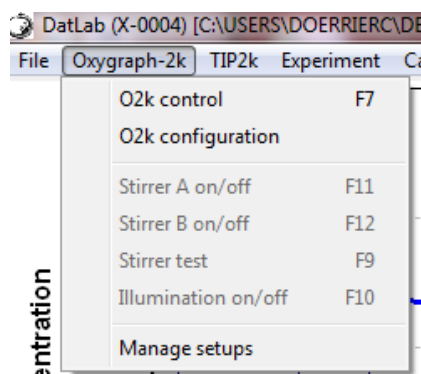 DatLab (X-0004) [C:\USERS\DOERRIERC\DE
File Oxygraph-2k TIP2k Experiment Ca
O2k control F7
O2k configuration
Stirrer A on/off F11
Stirrer B on/off F12
Stirrer test F9
Illumination on/off F10
Manage setups
entration